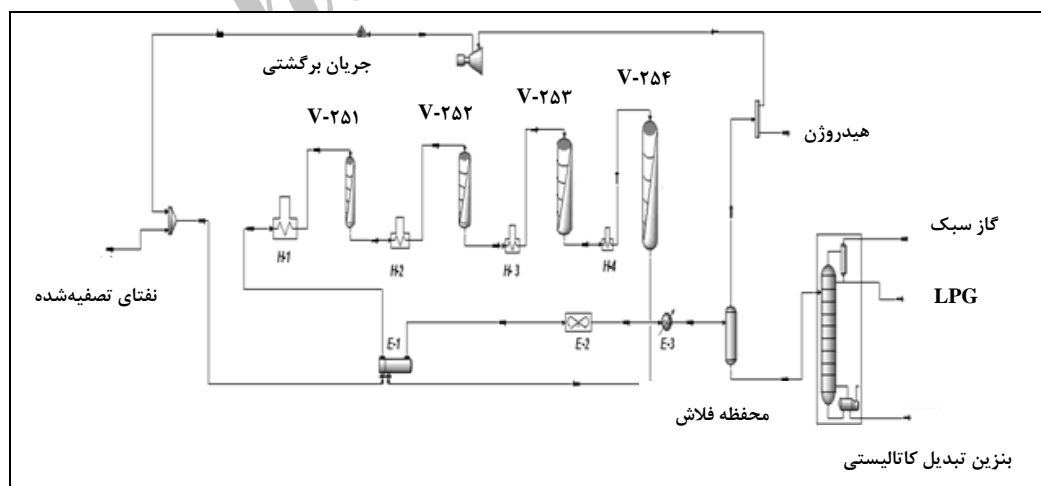 جریان برگشتی
V-۲۵۱
V-۲۵۲
V-۲۵۳
V-۲۵۴
هیدروژن
H-1
H-2
H-3
H-4
گاز سبک
LPG
نفتای تصفیه‌شده
E-1
E-2
E-3
محفظه فلاش
بنزین تبدیل کاتالیستی